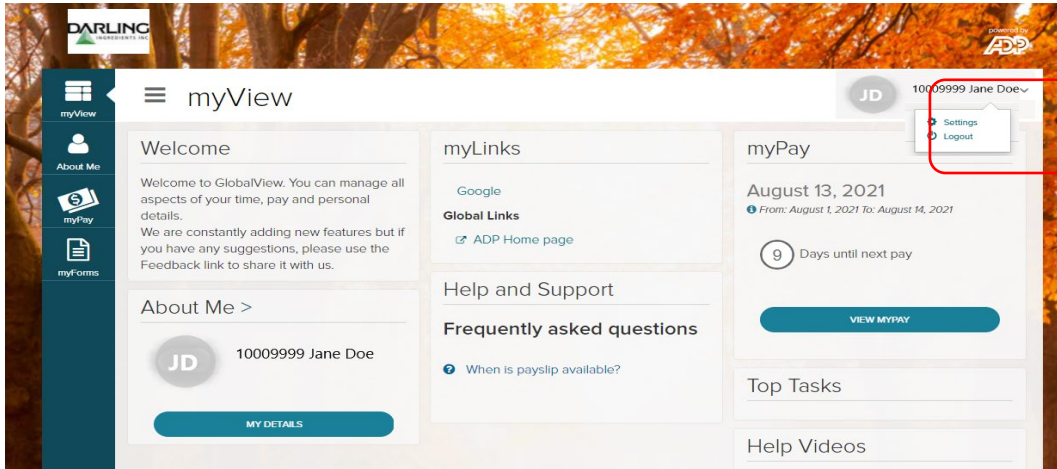 DARLING
INGREDIENTS INC
powered by
ADP
myView
About Me
myPay
myForms
myView
JD
10009999 Jane Doe
Settings
Logout
Welcome
Welcome to GlobalView. You can manage all
aspects of your time, pay and personal
details.
We are constantly adding new features but if
you have any suggestions, please use the
Feedback link to share it with us.
About Me >
JD
10009999 Jane Doe
MY DETAILS
myLinks
Google
Global Links
ADP Home page
Help and Support
Frequently asked questions
When is payslip available?
myPay
August 13, 2021
From: August 1, 2021 To: August 14, 2021
9 Days until next pay
VIEW MYPAY
Top Tasks
Help Videos